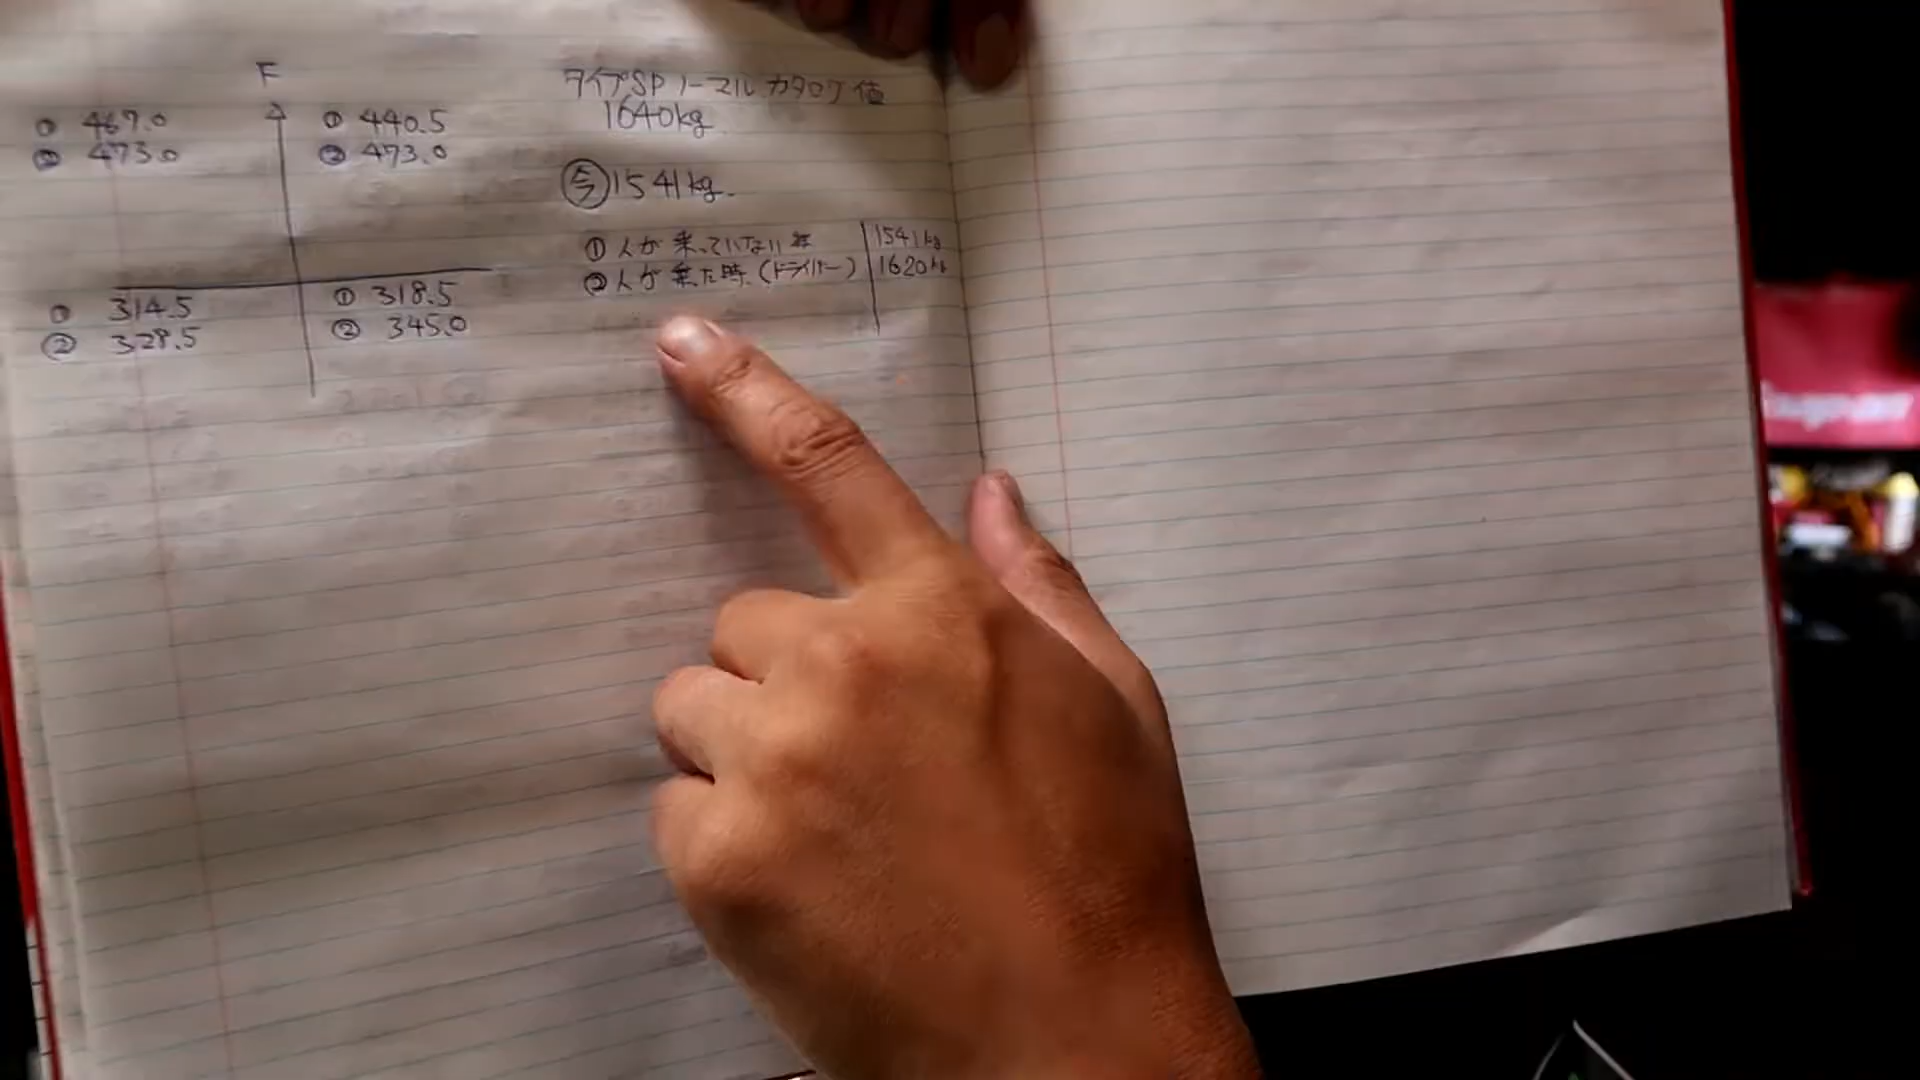 F
① 467.0
② 473.0
① 440.5
② 473.0
① 314.5
② 328.5
① 318.5
② 345.0
タイプSP ノーマル カタログ値
1640kg
今 1541kg.
① 人が乗っていない 1541kg
② 人が乗た時.(ドライバー) 1620kg